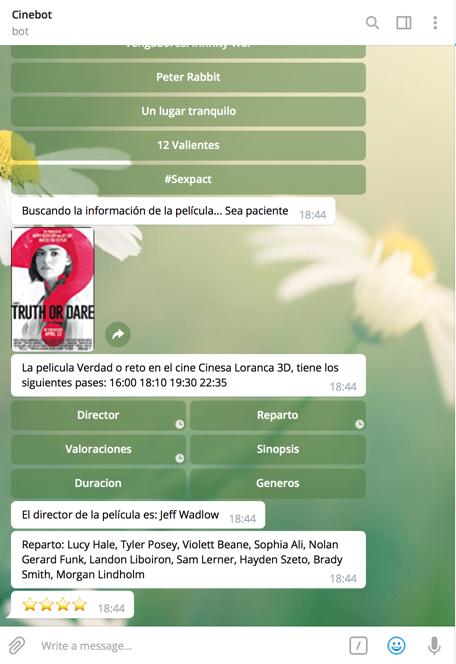 Cinebot
bot
Vengadores: Infinity War
Peter Rabbit
Un lugar tranquilo
12 Valientes
#Sexpact
Buscando la información de la película... Sea paciente 18:44
TRUTH OR DARE
APRIL 13
La pelicula Verdad o reto en el cine Cinesa Loranca 3D, tiene los
siguientes pases: 16:00 18:10 19:30 22:35 18:44
Director Reparto
Valoraciones Sinopsis
Duracion Generos
El director de la película es: Jeff Wadlow 18:44
Reparto: Lucy Hale, Tyler Posey, Violett Beane, Sophia Ali, Nolan
Gerard Funk, Landon Liboiron, Sam Lerner, Hayden Szeto, Brady
Smith, Morgan Lindholm 18:44
18:44
Write a message...